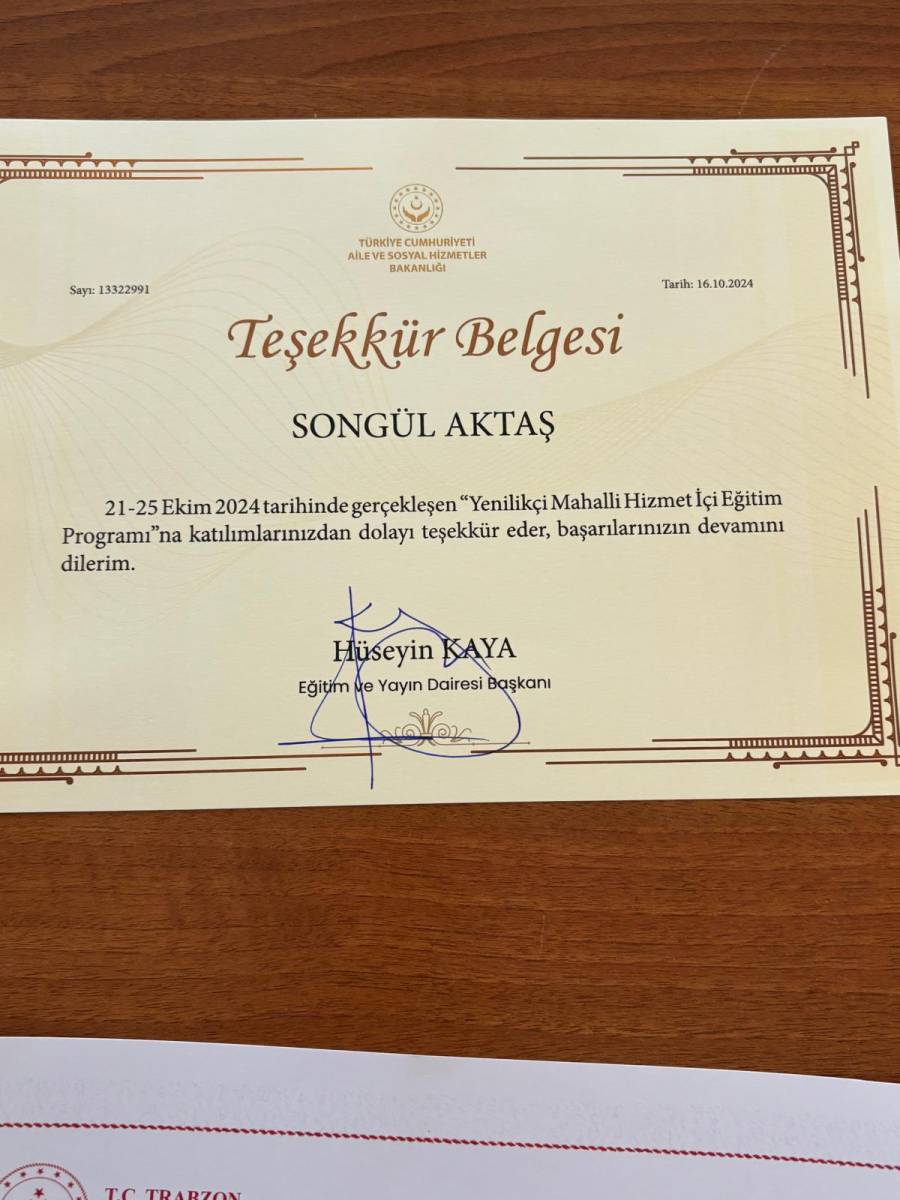 TÜRKİYE CUMHURİYETİ
AİLE VE SOSYAL HİZMETLER
BAKANLIĞI
Sayı: 13322991
Tarih: 16.10.2024
Teşekkür Belgesi
SONGÜL AKTAŞ
21-25 Ekim 2024 tarihinde gerçekleşen “Yenilikçi Mahalli Hizmet İçi Eğitim
Programı”na katılımlarınızdan dolayı teşekkür eder, başarılarınızın devamını
dilerim.
Hüseyin KAYA
Eğitim ve Yayın Dairesi Başkanı
T.C. TRABZON